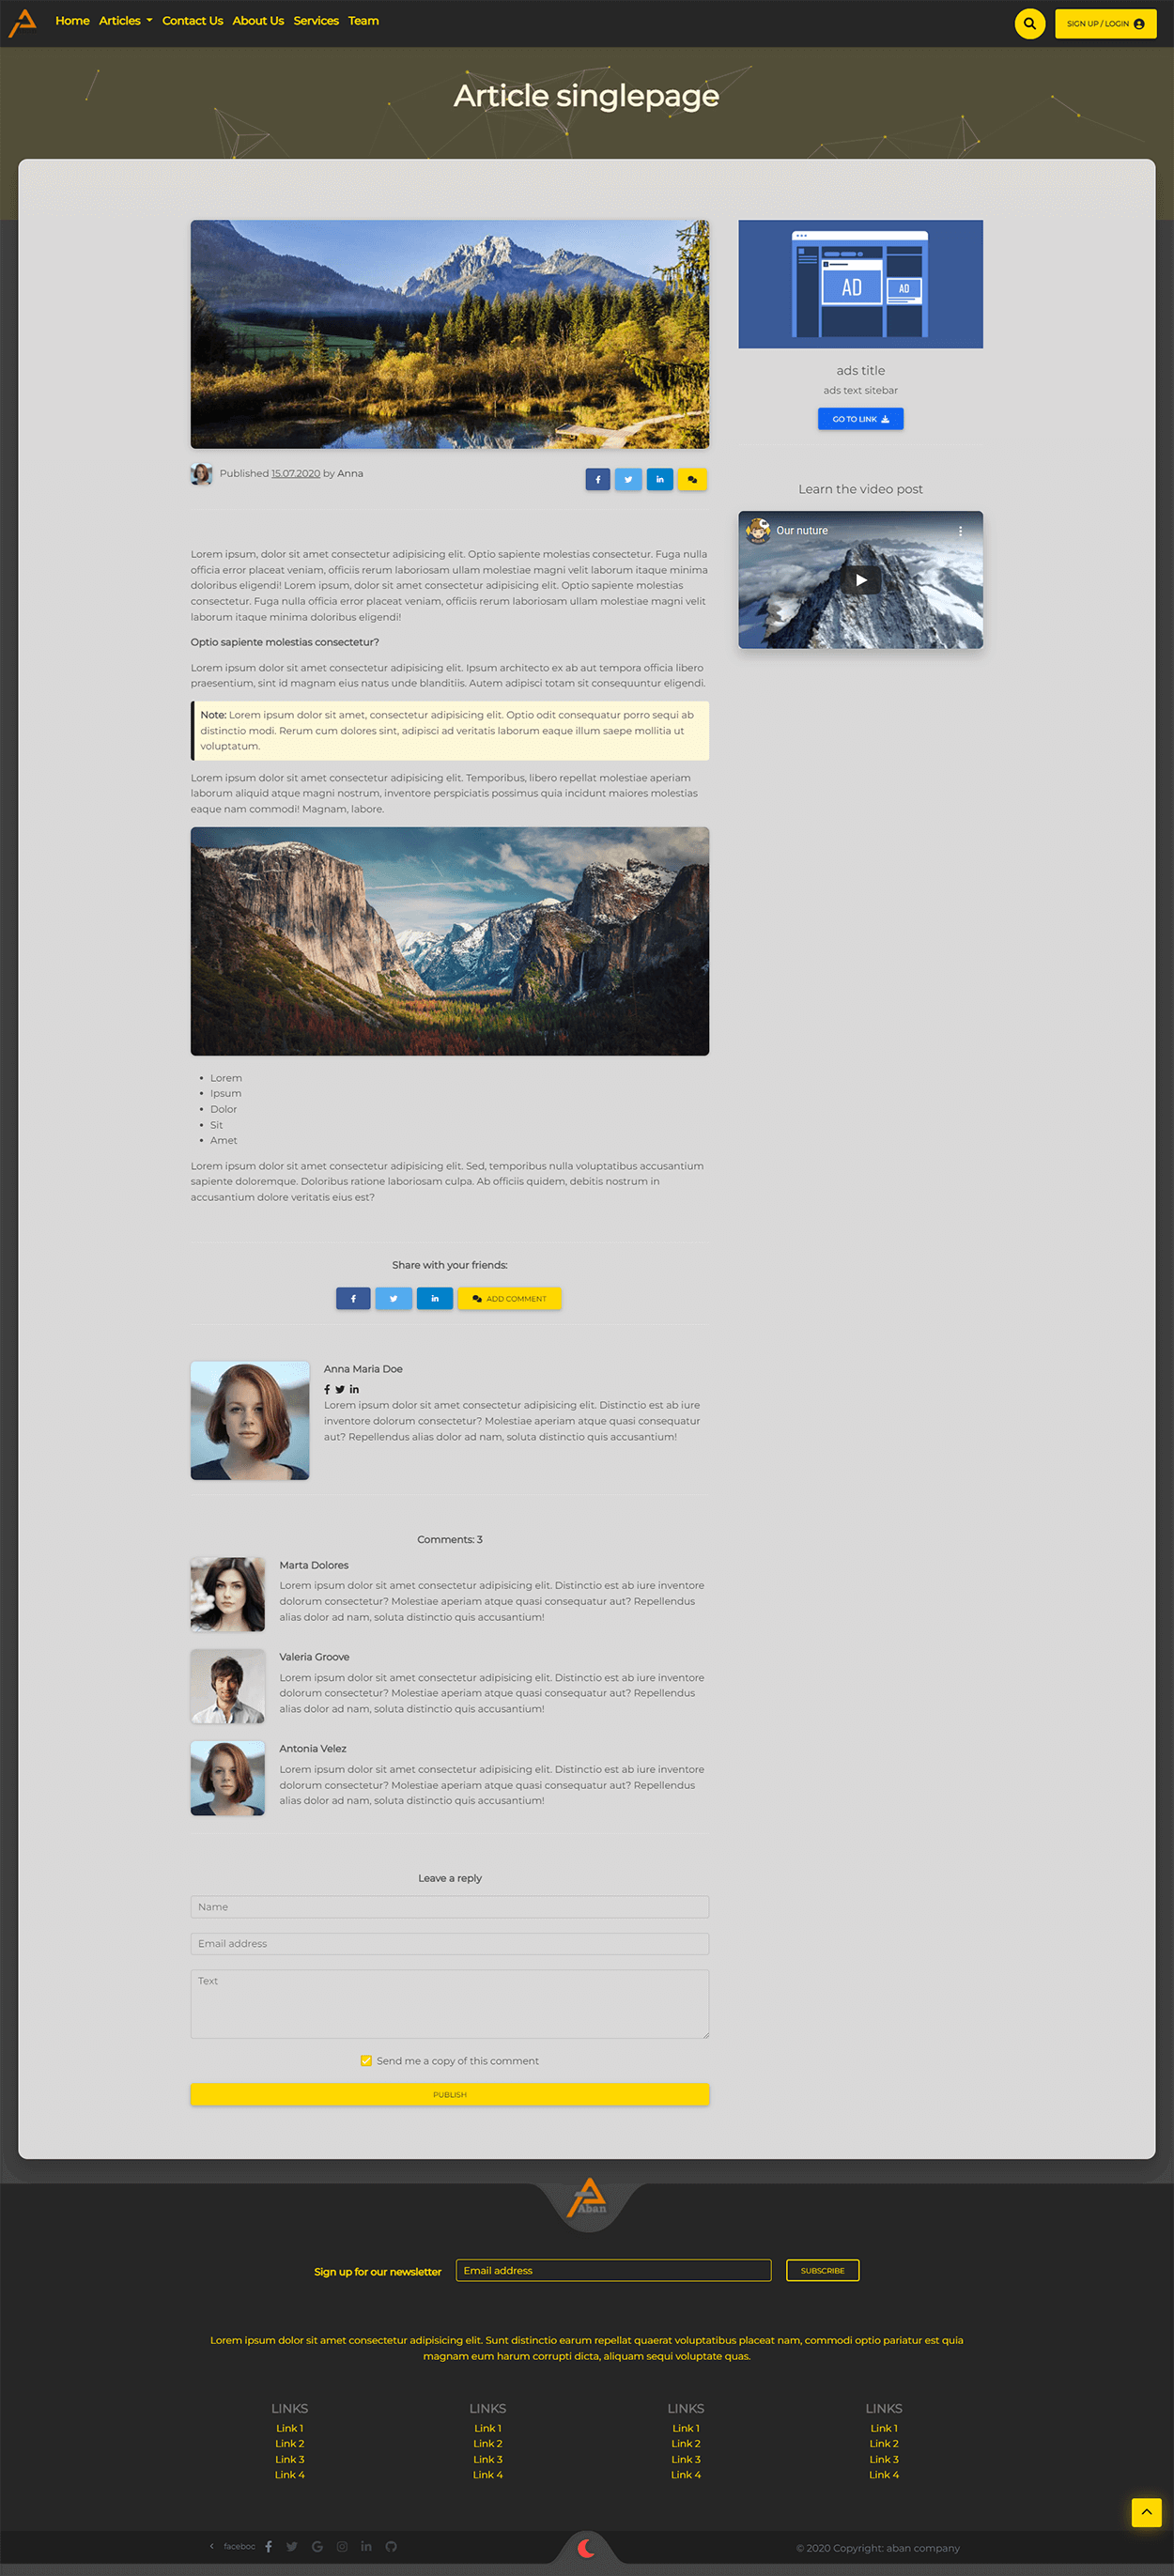 Home Articles Contact Us About Us Services Team
SIGN UP / LOGIN
Article singlepage
AD
AD
ads title
ads text sitebar
GO TO LINK
Published 15.07.2020 by Anna
Learn the video post
Our nuture
Lorem ipsum, dolor sit amet consectetur adipisicing elit. Optio sapiente molestias consectetur. Fuga nulla
officia error placeat veniam, officiis rerum laboriosam ullam molestiae magni velit laborum itaque minima
doloribus eligendi! Lorem ipsum, dolor sit amet consectetur adipisicing elit. Optio sapiente molestias
consectetur. Fuga nulla officia error placeat veniam, officiis rerum laboriosam ullam molestiae magni velit
laborum itaque minima doloribus eligendi!
Optio sapiente molestias consectetur?
Lorem ipsum dolor sit amet consectetur adipisicing elit. Ipsum architecto ex ab aut tempora officia libero
praesentium, sint id magnam eius natus unde blanditiis. Autem adipisci totam sit consequuntur eligendi.
Note: Lorem ipsum dolor sit amet, consectetur adipisicing elit. Optio odit consequatur porro sequi ab
distinctio modi. Rerum cum dolores sint, adipisci ad veritatis laborum eaque illum saepe mollitia ut
voluptatum.
Lorem ipsum dolor sit amet consectetur adipisicing elit. Temporibus, libero repellat molestiae aperiam
laborum aliquid atque magni nostrum, inventore perspiciatis possimus quia incidunt maiores molestias
eaque nam commodi! Magnam, labore.
• Lorem
• Ipsum
• Dolor
• Sit
• Amet
Lorem ipsum dolor sit amet consectetur adipisicing elit. Sed, temporibus nulla voluptatibus accusantium
sapiente doloremque. Doloribus ratione laboriosam culpa. Ab officiis quidem, debitis nostrum in
accusantium dolore veritatis eius est?
Share with your friends:
ADD COMMENT
Anna Maria Doe
Lorem ipsum dolor sit amet consectetur adipisicing elit. Distinctio est ab iure
inventore dolorum consectetur? Molestiae aperiam atque quasi consequatur
aut? Repellendus alias dolor ad nam, soluta distinctio quis accusantium!
Comments: 3
Marta Dolores
Lorem ipsum dolor sit amet consectetur adipisicing elit. Distinctio est ab iure inventore
dolorum consectetur? Molestiae aperiam atque quasi consequatur aut? Repellendus
alias dolor ad nam, soluta distinctio quis accusantium!
Valeria Groove
Lorem ipsum dolor sit amet consectetur adipisicing elit. Distinctio est ab iure inventore
dolorum consectetur? Molestiae aperiam atque quasi consequatur aut? Repellendus
alias dolor ad nam, soluta distinctio quis accusantium!
Antonia Velez
Lorem ipsum dolor sit amet consectetur adipisicing elit. Distinctio est ab iure inventore
dolorum consectetur? Molestiae aperiam atque quasi consequatur aut? Repellendus
alias dolor ad nam, soluta distinctio quis accusantium!
Leave a reply
Name
Email address
Text
Send me a copy of this comment
PUBLISH
Aban
Sign up for our newsletter Email address SUBSCRIBE
Lorem ipsum dolor sit amet consectetur adipisicing elit. Sunt distinctio earum repellat quaerat voluptatibus placeat nam, commodi optio pariatur est quia
magnam eum harum corrupti dicta, aliquam sequi voluptate quas.
LINKS LINKS LINKS LINKS
Link 1 Link 1 Link 1 Link 1
Link 2 Link 2 Link 2 Link 2
Link 3 Link 3 Link 3 Link 3
Link 4 Link 4 Link 4 Link 4
faceboc © 2020 Copyright: aban company